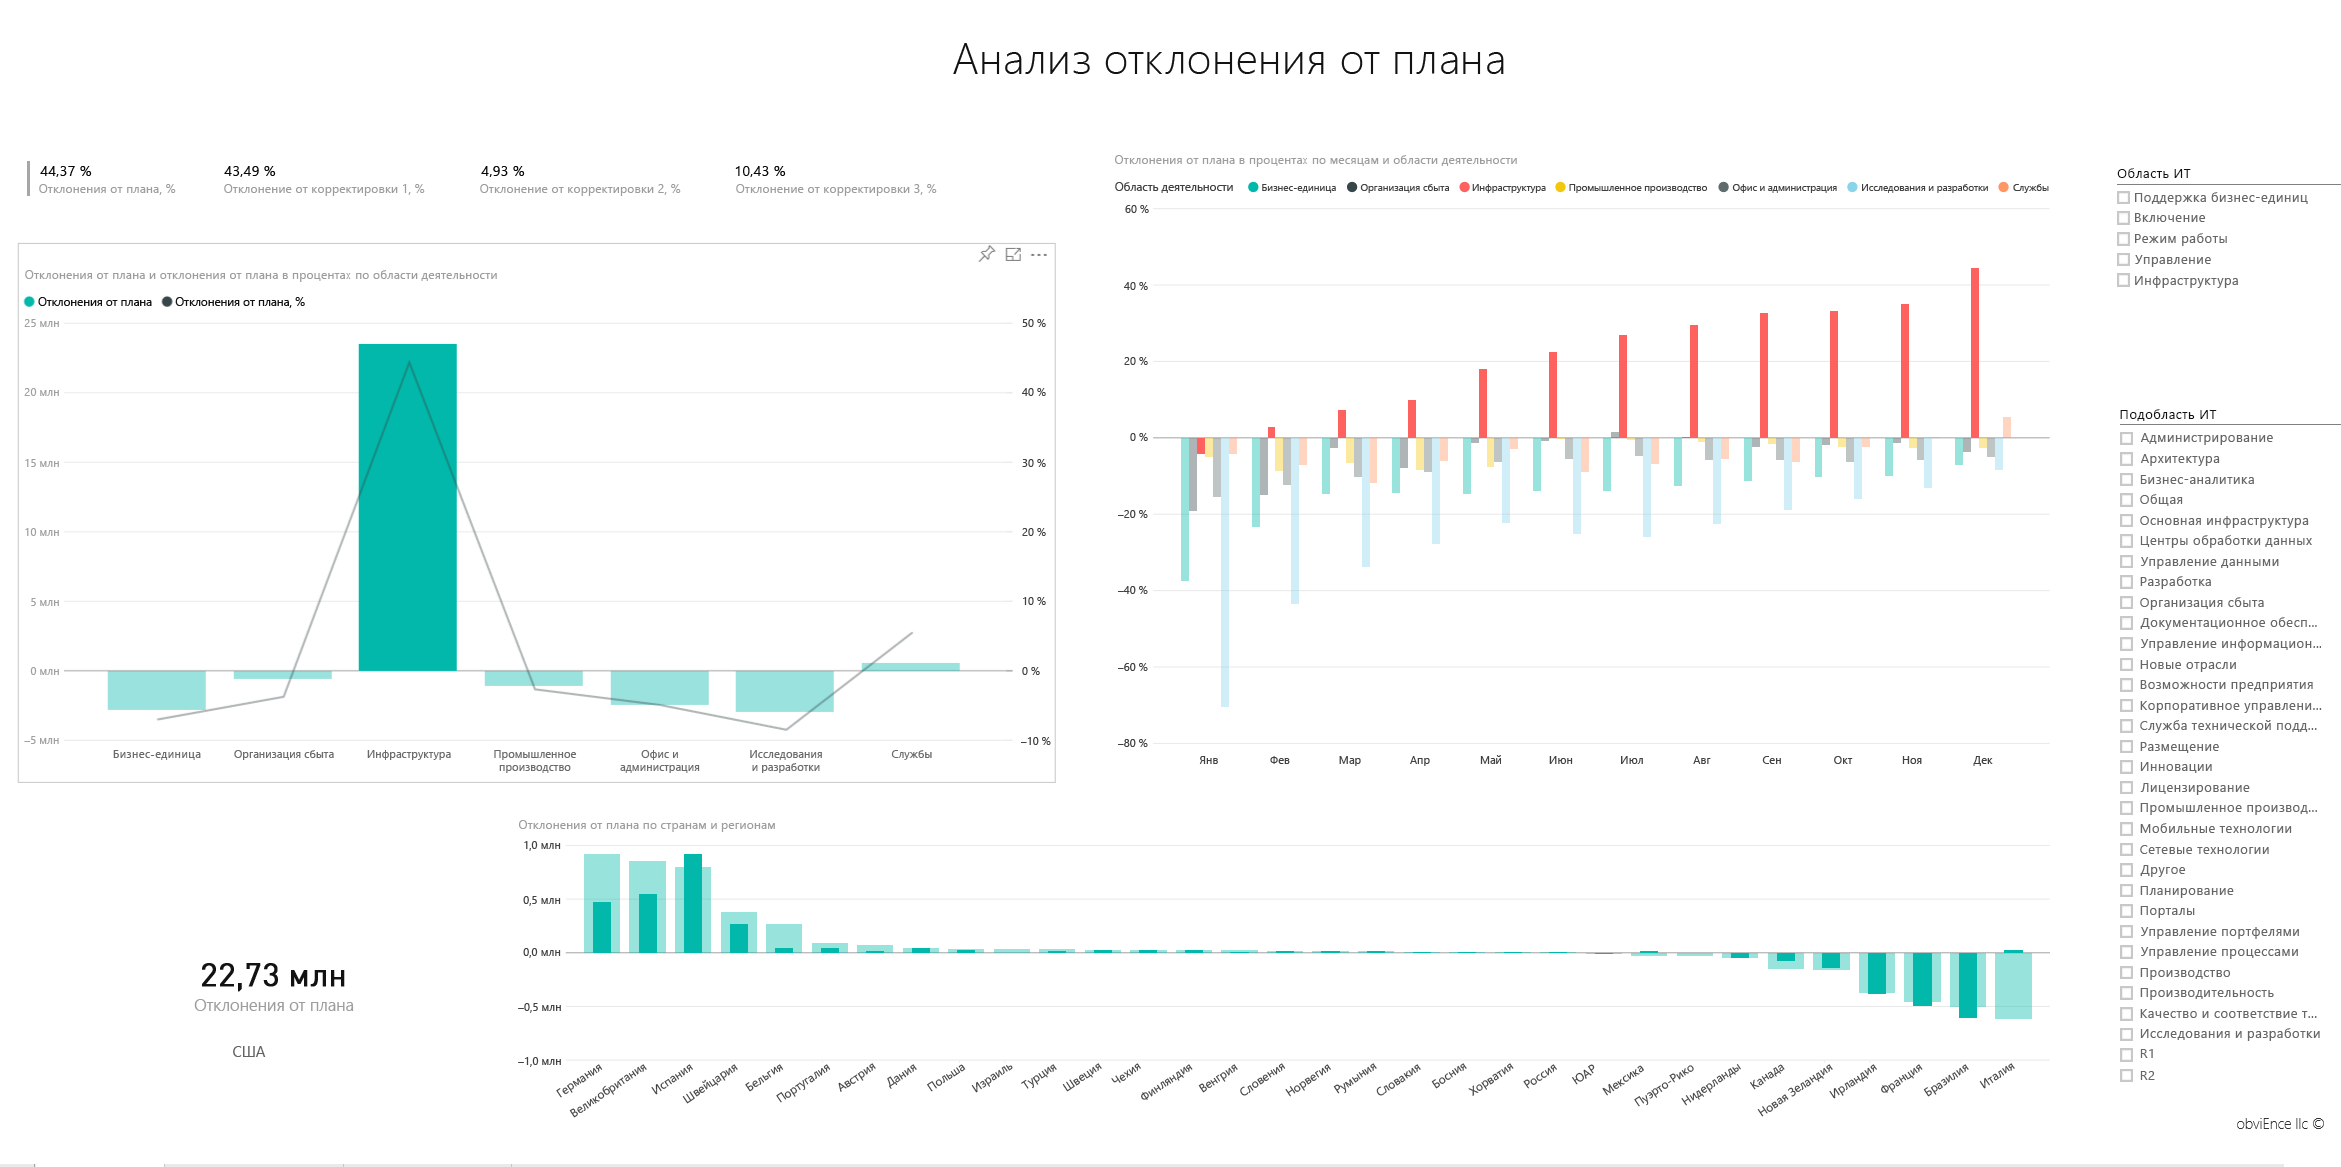 Анализ отклонения от плана
44,37 %
Отклонения от плана, %
43,49 %
Отклонение от корректировки 1, %
4,93 %
Отклонение от корректировки 2, %
10,43 %
Отклонение от корректировки 3, %
Отклонения от плана и отклонения от плана в процентах по области деятельности
Отклонения от плана
Отклонения от плана, %
25 млн
20 млн
15 млн
10 млн
5 млн
0 млн
–5 млн
50 %
40 %
30 %
20 %
10 %
0 %
–10 %
Бизнес-единица
Организация сбыта
Инфраструктура
Промышленное
производство
Офис и
администрация
Исследования
и разработки
Службы
Отклонения от плана в процентах по месяцам и области деятельности
Область деятельности Бизнес-единица Организация сбыта Инфраструктура Промышленное производство Офис и администрация Исследования и разработки Службы
60 %
40 %
20 %
0 %
–20 %
–40 %
–60 %
–80 %
Янв Фев Мар Апр Май Июн Июл Авг Сен Окт Ноя Дек
22,73 млн
Отклонения от плана
США
Отклонения от плана по странам и регионам
1,0 млн
0,5 млн
0,0 млн
–0,5 млн
–1,0 млн
Германия
Великобритания
Испания
Швейцария
Бельгия
Португалия
Австрия
Дания
Польша
Израиль
Турция
Швеция
Чехия
Финляндия
Венгрия
Словения
Норвегия
Румыния
Словакия
Босния
Хорватия
Россия
ЮАР
Мексика
Пуэрто-Рико
Нидерланды
Канада
Новая Зеландия
Ирландия
Франция
Бразилия
Италия
Область ИТ
Поддержка бизнес-единиц
Включение
Режим работы
Управление
Инфраструктура
Подобласть ИТ
Администрирование
Архитектура
Бизнес-аналитика
Общая
Основная инфраструктура
Центры обработки данных
Управление данными
Разработка
Организация сбыта
Документационное обесп...
Управление информацион...
Новые отрасли
Возможности предприятия
Корпоративное управлени...
Служба технической подд...
Размещение
Инновации
Лицензирование
Промышленное производ...
Мобильные технологии
Сетевые технологии
Другое
Планирование
Порталы
Управление портфелями
Управление процессами
Производство
Производительность
Качество и соответствие т...
Исследования и разработки
R1
R2
obviEnce llc ©